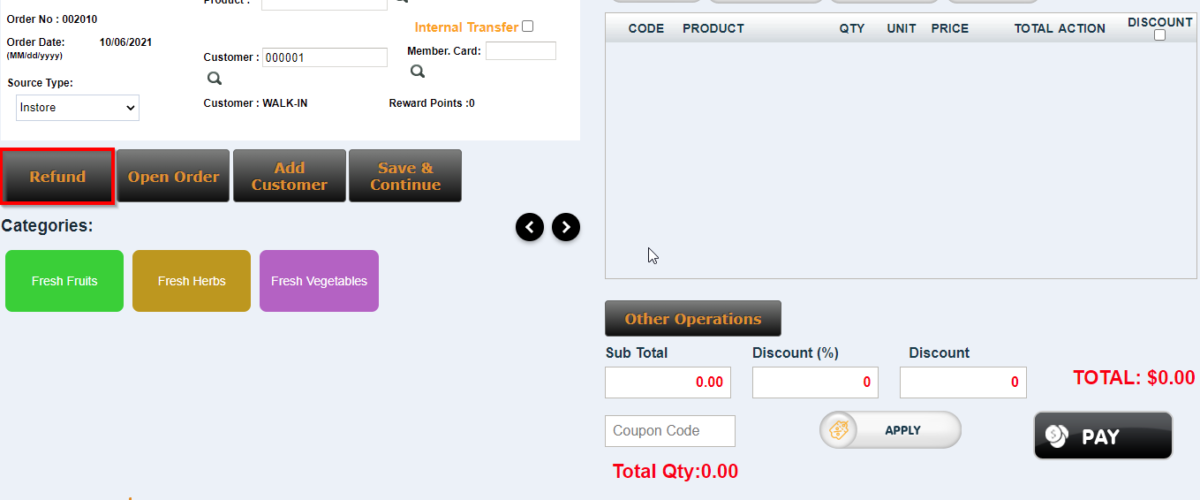 Product :
Order No : 002010
Internal Transfer
Order Date: 10/06/2021
(MM/dd/yyyy)
Customer : 000001
Member. Card:
Source Type:
Instore
Customer : WALK-IN
Reward Points :0
Refund
Open Order
Add
Customer
Save &
Continue
Categories:
Fresh Fruits
Fresh Herbs
Fresh Vegetables
CODE PRODUCT QTY UNIT PRICE TOTAL ACTION DISCOUNT
Other Operations
Sub Total Discount (%) Discount
0.00 0 0
TOTAL: $0.00
Coupon Code
APPLY
PAY
Total Qty:0.00